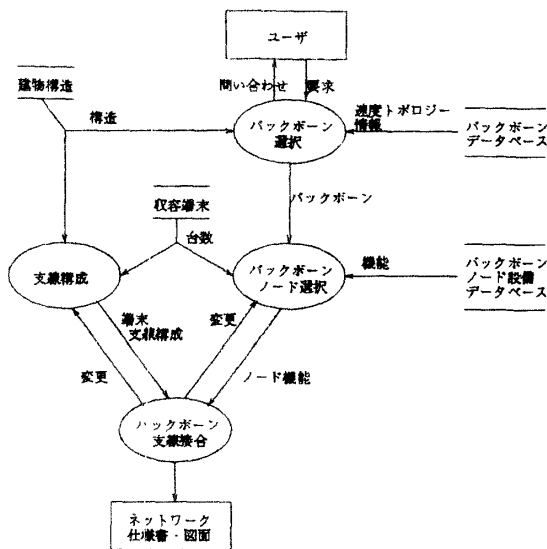 ユーザ
問い合わせ
要求
建物構造
構造
バックボーン
選択
速度トポロジー
情報
バックボーン
データベース
バックボーン
収容端末
台数
支線構成
バックボーン
ノード選択
機能
バックボーン
ノード設備
データベース
端末
支線構成
変更
変更
ノード機能
バックボーン
支線接合
ネットワーク
仕様書・図面